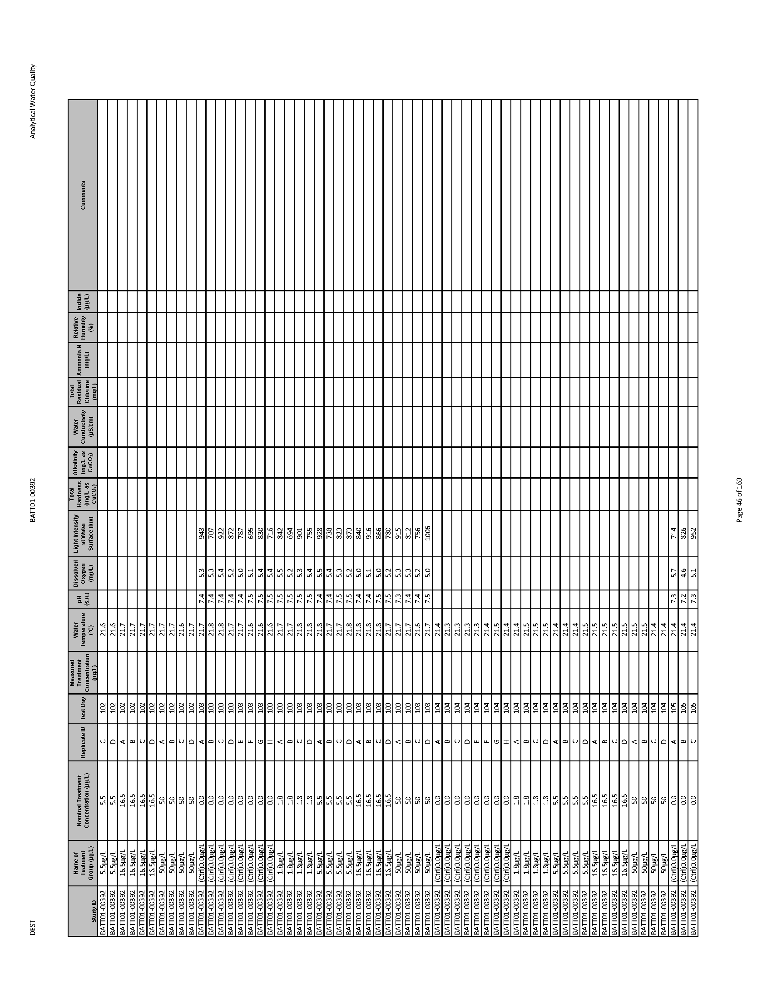 DEST BATT01-00392 Analytical Water Quality
Study ID | Name of Teatment Group (µg/L) | Nominal Treatment Concentration (µg/L) | Replicate ID | Test Day | Measured Treatment Concentration (µg/L) | Water Temperature (°C) | pH (s.u.) | Dissolved Oxygen (mg/L) | Light Intensity at Water Surface (lux) | Total Hardness (mg/L as CaCO₃) | Alkalinity (mg/L as CaCO₃) | Water Conductivity (µS/cm) | Total Residual Chlorine (mg/L) | Ammonia-N (mg/L) | Relative Humidity (%) | Iodide (µg/L) | Comments
BATT01-00392 5.5µg/L 5.5 C 102 21.6
BATT01-00392 5.5µg/L 5.5 D 102 21.6
BATT01-00392 16.5µg/L 16.5 A 102 21.7
BATT01-00392 16.5µg/L 16.5 B 102 21.7
BATT01-00392 16.5µg/L 16.5 C 102 21.7
BATT01-00392 16.5µg/L 16.5 D 102 21.7
BATT01-00392 50µg/L 50 A 102 21.7
BATT01-00392 50µg/L 50 B 102 21.7
BATT01-00392 50µg/L 50 C 102 21.6
BATT01-00392 50µg/L 50 D 102 21.7
BATT01-00392 (Ctrl)0.0µg/L 0.0 A 103 21.7 7.4 5.3 943
BATT01-00392 (Ctrl)0.0µg/L 0.0 B 103 21.8 7.4 5.3 707
BATT01-00392 (Ctrl)0.0µg/L 0.0 C 103 21.8 7.4 5.4 922
BATT01-00392 (Ctrl)0.0µg/L 0.0 D 103 21.7 7.4 5.2 872
BATT01-00392 (Ctrl)0.0µg/L 0.0 E 103 21.7 7.4 5.0 787
BATT01-00392 (Ctrl)0.0µg/L 0.0 F 103 21.6 7.5 5.1 695
BATT01-00392 (Ctrl)0.0µg/L 0.0 G 103 21.6 7.5 5.4 830
BATT01-00392 (Ctrl)0.0µg/L 0.0 H 103 21.6 7.5 5.4 716
BATT01-00392 1.8µg/L 1.8 A 103 21.7 7.5 5.5 842
BATT01-00392 1.8µg/L 1.8 B 103 21.7 7.5 5.2 694
BATT01-00392 1.8µg/L 1.8 C 103 21.8 7.5 5.3 901
BATT01-00392 1.8µg/L 1.8 D 103 21.8 7.5 5.4 755
BATT01-00392 5.5µg/L 5.5 A 103 21.8 7.4 5.5 928
BATT01-00392 5.5µg/L 5.5 B 103 21.7 7.4 5.4 738
BATT01-00392 5.5µg/L 5.5 C 103 21.7 7.5 5.3 823
BATT01-00392 5.5µg/L 5.5 D 103 21.8 7.5 5.2 873
BATT01-00392 16.5µg/L 16.5 A 103 21.8 7.4 5.0 840
BATT01-00392 16.5µg/L 16.5 B 103 21.8 7.4 5.1 916
BATT01-00392 16.5µg/L 16.5 C 103 21.8 7.5 5.0 866
BATT01-00392 16.5µg/L 16.5 D 103 21.7 7.5 5.2 780
BATT01-00392 50µg/L 50 A 103 21.7 7.3 5.3 915
BATT01-00392 50µg/L 50 B 103 21.7 7.4 5.3 812
BATT01-00392 50µg/L 50 C 103 21.6 7.4 5.2 756
BATT01-00392 50µg/L 50 D 103 21.7 7.5 5.0 1006
BATT01-00392 (Ctrl)0.0µg/L 0.0 A 104 21.4
BATT01-00392 (Ctrl)0.0µg/L 0.0 B 104 21.3
BATT01-00392 (Ctrl)0.0µg/L 0.0 C 104 21.3
BATT01-00392 (Ctrl)0.0µg/L 0.0 D 104 21.3
BATT01-00392 (Ctrl)0.0µg/L 0.0 E 104 21.3
BATT01-00392 (Ctrl)0.0µg/L 0.0 F 104 21.4
BATT01-00392 (Ctrl)0.0µg/L 0.0 G 104 21.5
BATT01-00392 (Ctrl)0.0µg/L 0.0 H 104 21.4
BATT01-00392 1.8µg/L 1.8 A 104 21.4
BATT01-00392 1.8µg/L 1.8 B 104 21.5
BATT01-00392 1.8µg/L 1.8 C 104 21.5
BATT01-00392 1.8µg/L 1.8 D 104 21.5
BATT01-00392 5.5µg/L 5.5 A 104 21.4
BATT01-00392 5.5µg/L 5.5 B 104 21.4
BATT01-00392 5.5µg/L 5.5 C 104 21.4
BATT01-00392 5.5µg/L 5.5 D 104 21.5
BATT01-00392 16.5µg/L 16.5 A 104 21.5
BATT01-00392 16.5µg/L 16.5 B 104 21.5
BATT01-00392 16.5µg/L 16.5 C 104 21.5
BATT01-00392 16.5µg/L 16.5 D 104 21.5
BATT01-00392 50µg/L 50 A 104 21.5
BATT01-00392 50µg/L 50 B 104 21.5
BATT01-00392 50µg/L 50 C 104 21.4
BATT01-00392 50µg/L 50 D 104 21.4
BATT01-00392 (Ctrl)0.0µg/L 0.0 A 105 21.4 7.3 5.7 714
BATT01-00392 (Ctrl)0.0µg/L 0.0 B 105 21.4 7.2 4.6 826
BATT01-00392 (Ctrl)0.0µg/L 0.0 C 105 21.4 7.3 5.1 952
Page 46 of 163